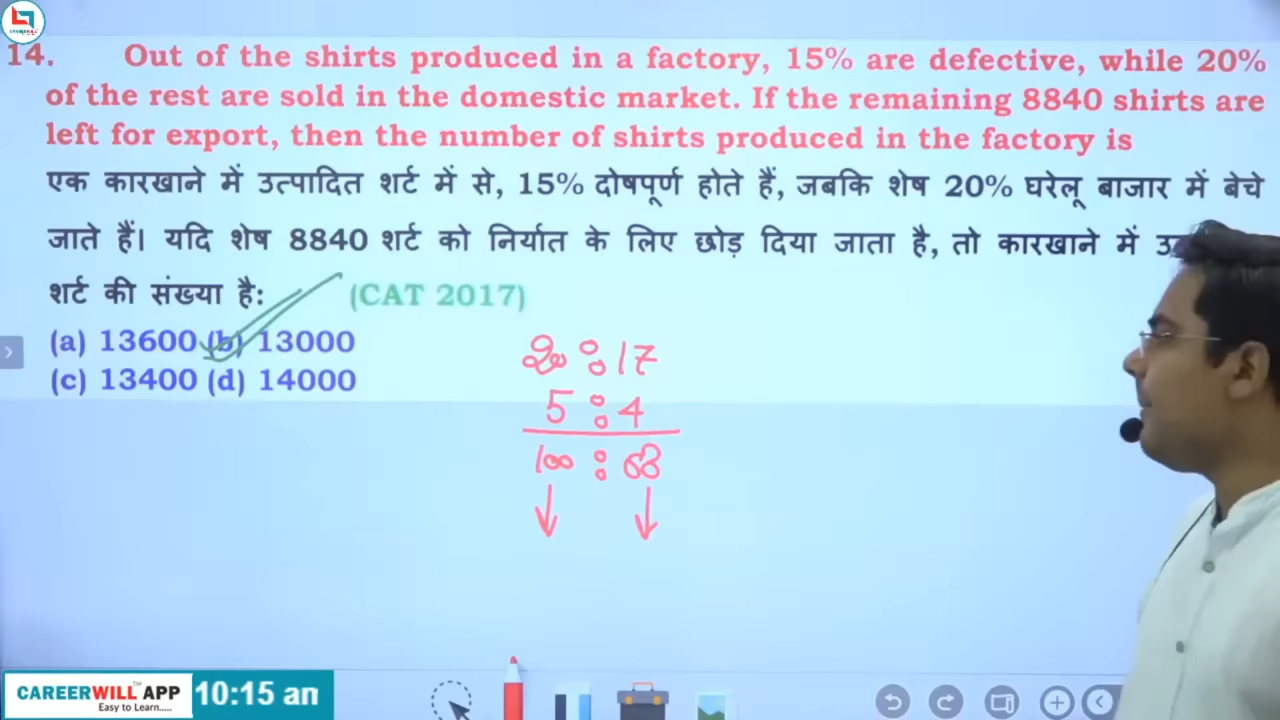 CAREERWILL
14. Out of the shirts produced in a factory, 15% are defective, while 20%
of the rest are sold in the domestic market. If the remaining 8840 shirts are
left for export, then the number of shirts produced in the factory is
एक कारखाने में उत्पादित शर्ट में से, 15% दोषपूर्ण होते हैं, जबकि शेष 20% घरेलू बाजार में बेचे
जाते हैं। यदि शेष 8840 शर्ट को निर्यात के लिए छोड़ दिया जाता है, तो कारखाने में
शर्ट की संख्या है: (CAT 2017)
(a) 13600 (b) 13000
(c) 13400 (d) 14000
20 : 17
5 : 4
100 : 68
CAREERWILL APP
Easy to Learn.....
10:15 an